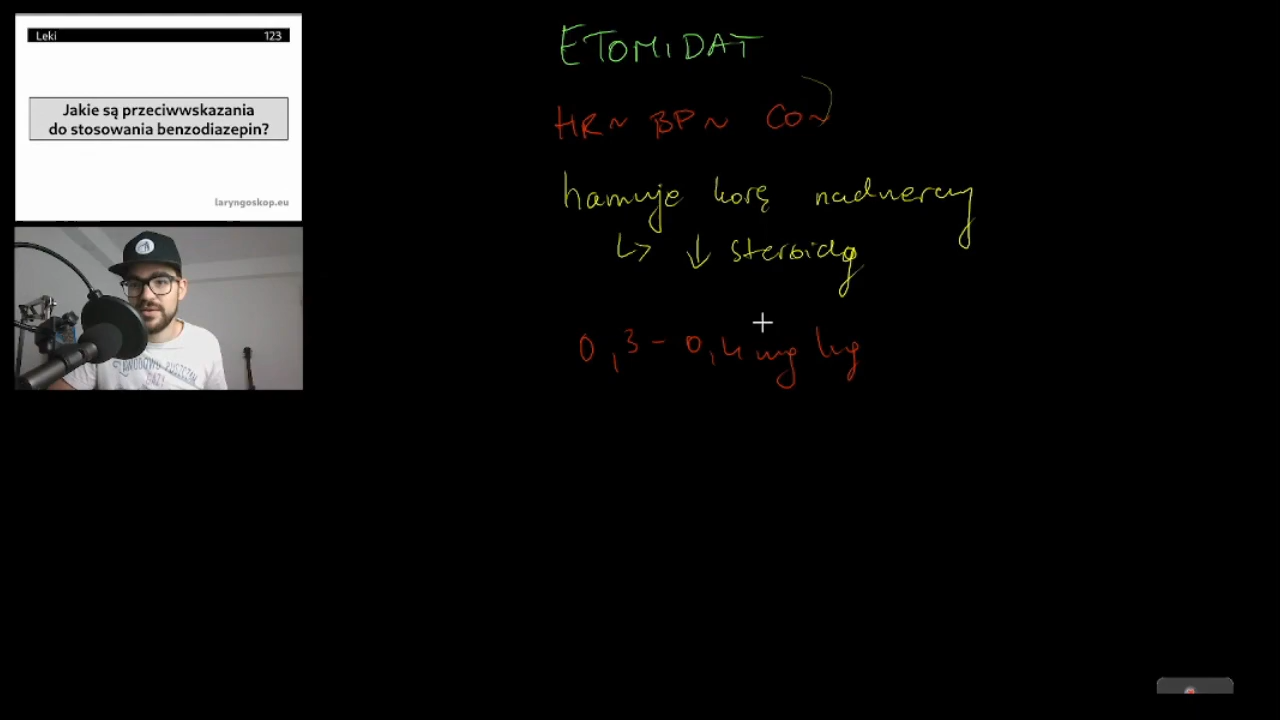 Leki 123
Jakie są przeciwwskazania
do stosowania benzodiazepin?
laryngoskop.eu
ETOMIDAT
HR~ BP~ CO~
hamuje korę nadnerczy
↳ ↓ steroidy
0,3 - 0,4 mg kg